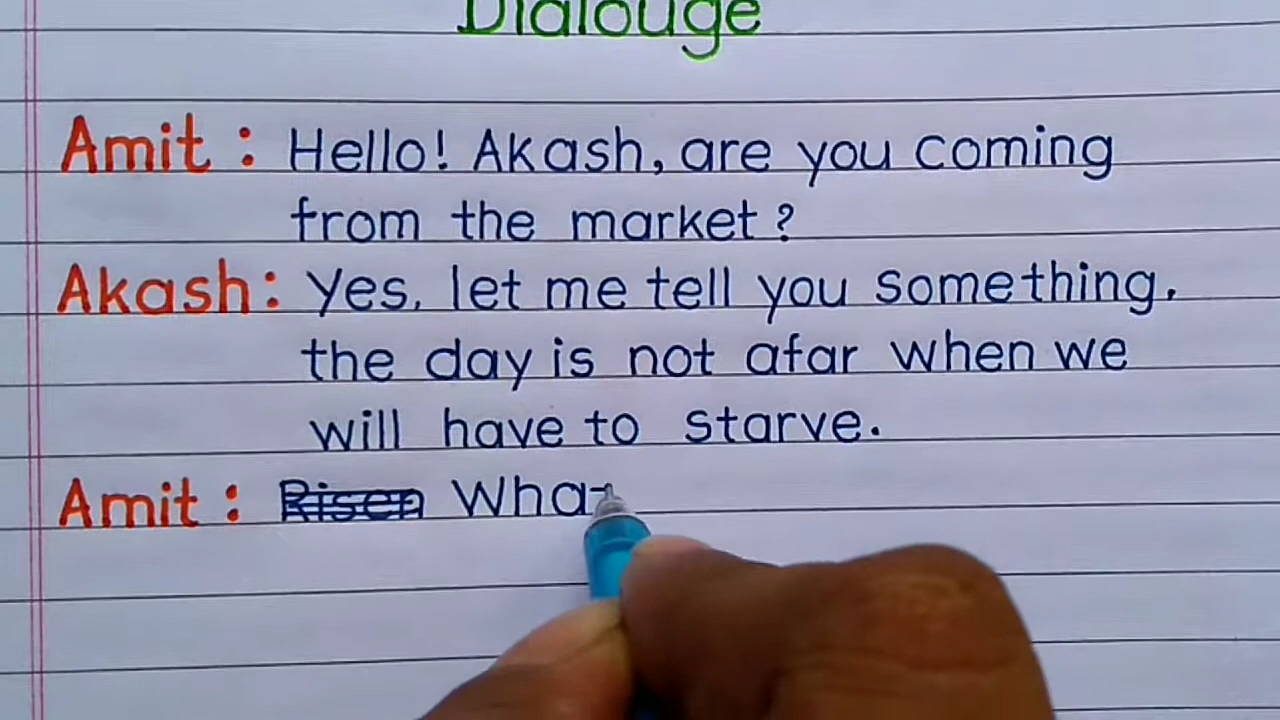 Dialouge
Amit : Hello! Akash, are you coming
from the market?
Akash: Yes, let me tell you something.
the day is not afar when we
will have to starve.
Amit : Risen What